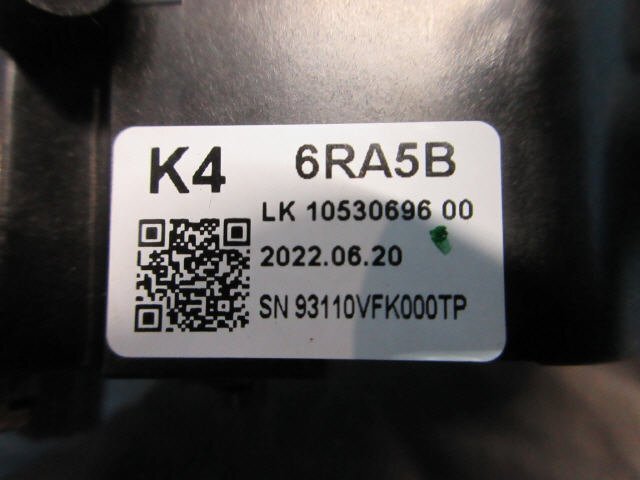 K4 6RA5B
LK 10530696 00
2022.06.20
SN 93110VFK000TP